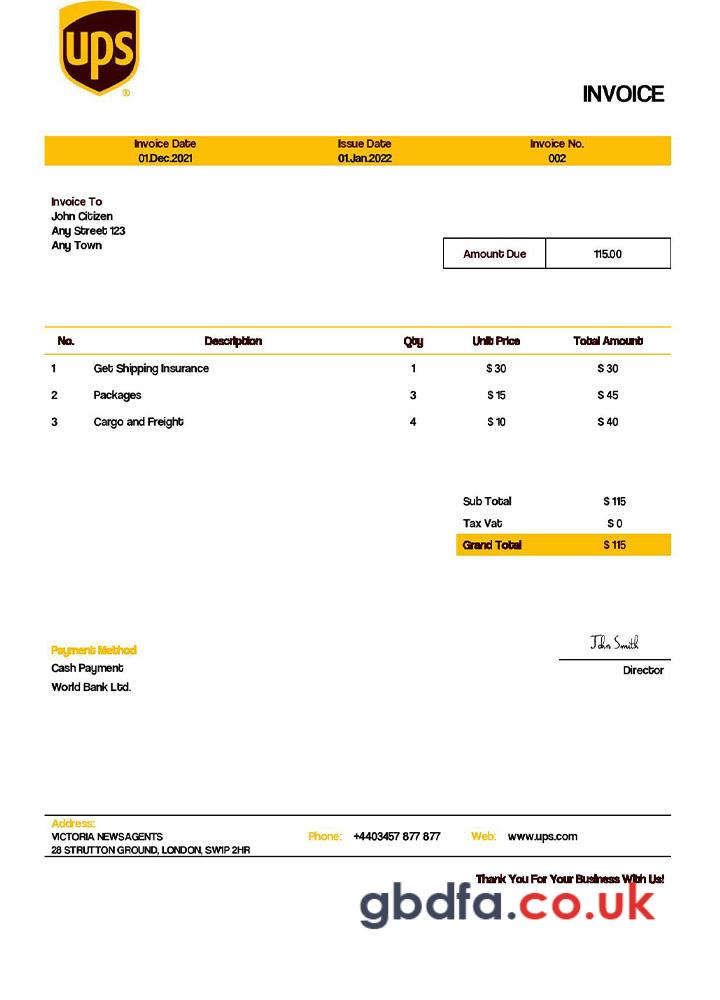 ups
®
INVOICE
Invoice Date Issue Date Invoice No.
01.Dec.2021 01.Jan.2022 002
Invoice To
John Citizen
Any Street 123
Any Town
Amount Due 115.00
No. Description Qty Unit Price Total Amount
1 Get Shipping Insurance 1 $ 30 $ 30
2 Packages 3 $ 15 $ 45
3 Cargo and Freight 4 $ 10 $ 40
Sub Total $ 115
Tax Vat $ 0
Grand Total $ 115
John Smith
Payment Method
Cash Payment
Director
World Bank Ltd.
Address:
VICTORIA NEWSAGENTS Phone: +4403457 877 877 Web: www.ups.com
28 STRUTTON GROUND, LONDON, SW1P 2HR
Thank You For Your Business With Us!
gbdfa.co.uk